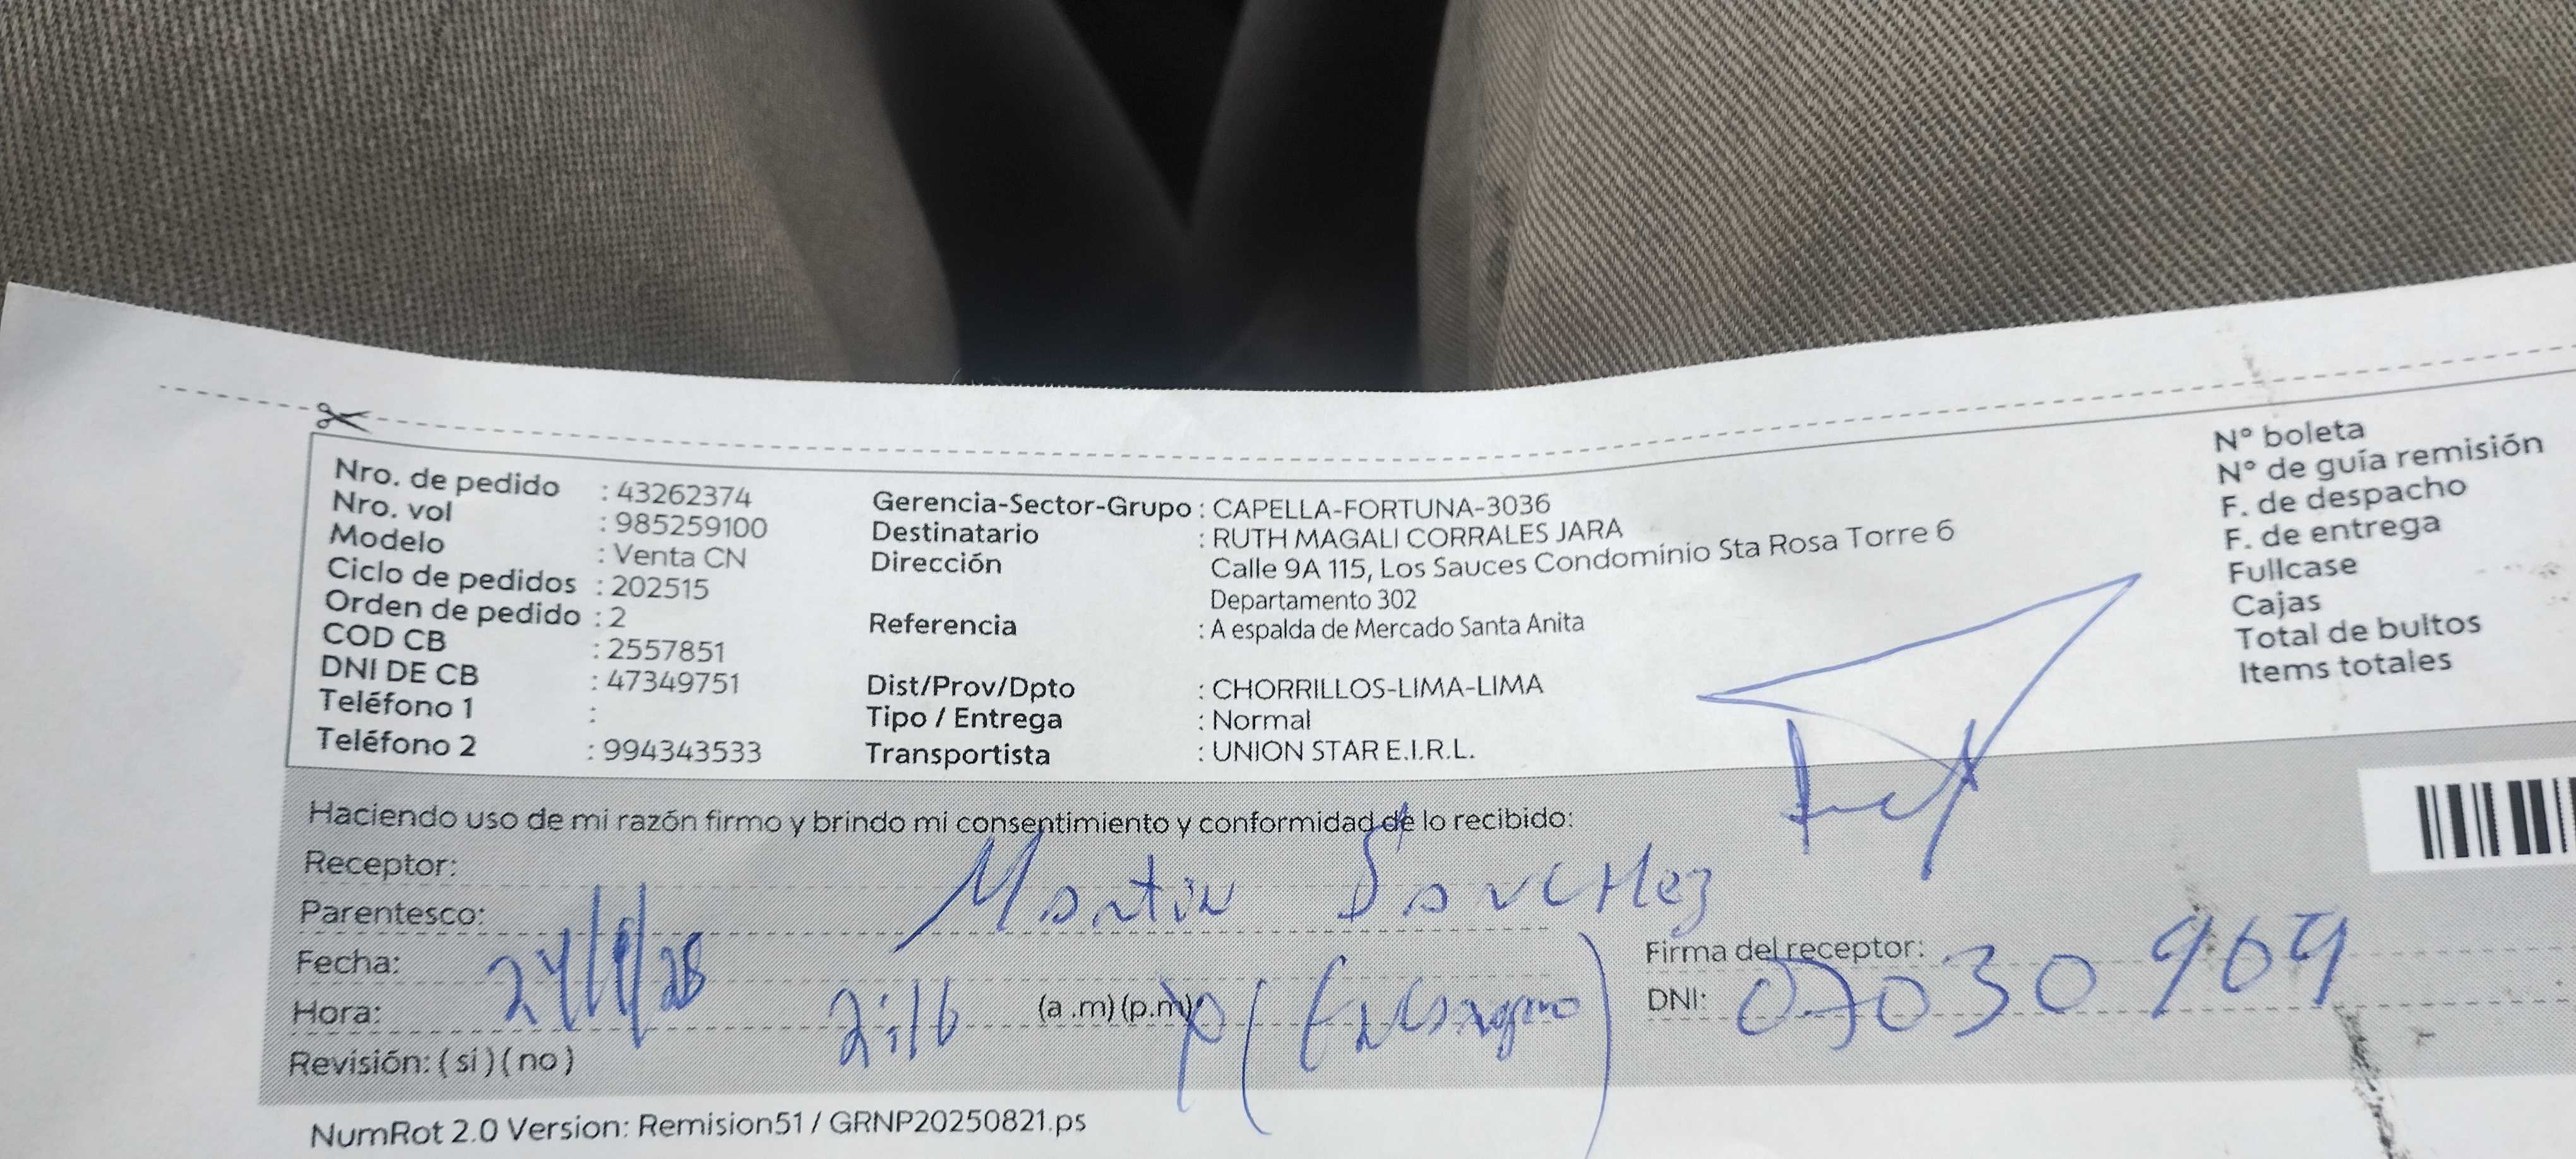 Nro. de pedido : 43262374
Nro. vol : 985259100
Modelo : Venta CN
Ciclo de pedidos : 202515
Orden de pedido : 2
COD CB : 2557851
DNI DE CB : 47349751
Teléfono 1 :
Teléfono 2 : 994343533
Gerencia-Sector-Grupo : CAPELLA-FORTUNA-3036
Destinatario : RUTH MAGALI CORRALES JARA
Dirección Calle 9A 115, Los Sauces Condominio Sta Rosa Torre 6
Departamento 302
Referencia : A espalda de Mercado Santa Anita
Dist/Prov/Dpto : CHORRILLOS-LIMA-LIMA
Tipo / Entrega : Normal
Transportista : UNION STAR E.I.R.L.
N° boleta
N° de guía remisión
F. de despacho
F. de entrega
Fullcase
Cajas
Total de bultos
Items totales
Haciendo uso de mi razón firmo y brindo mi consentimiento y conformidad de lo recibido:
Receptor: Martin Sanchez
Parentesco:
Fecha:
Hora: 2:16 (a .m) (p.m)
Revisión: ( si ) ( no )
Firma del receptor:
DNI: 07030969
NumRot 2.0 Version: Remision51 / GRNP20250821.ps